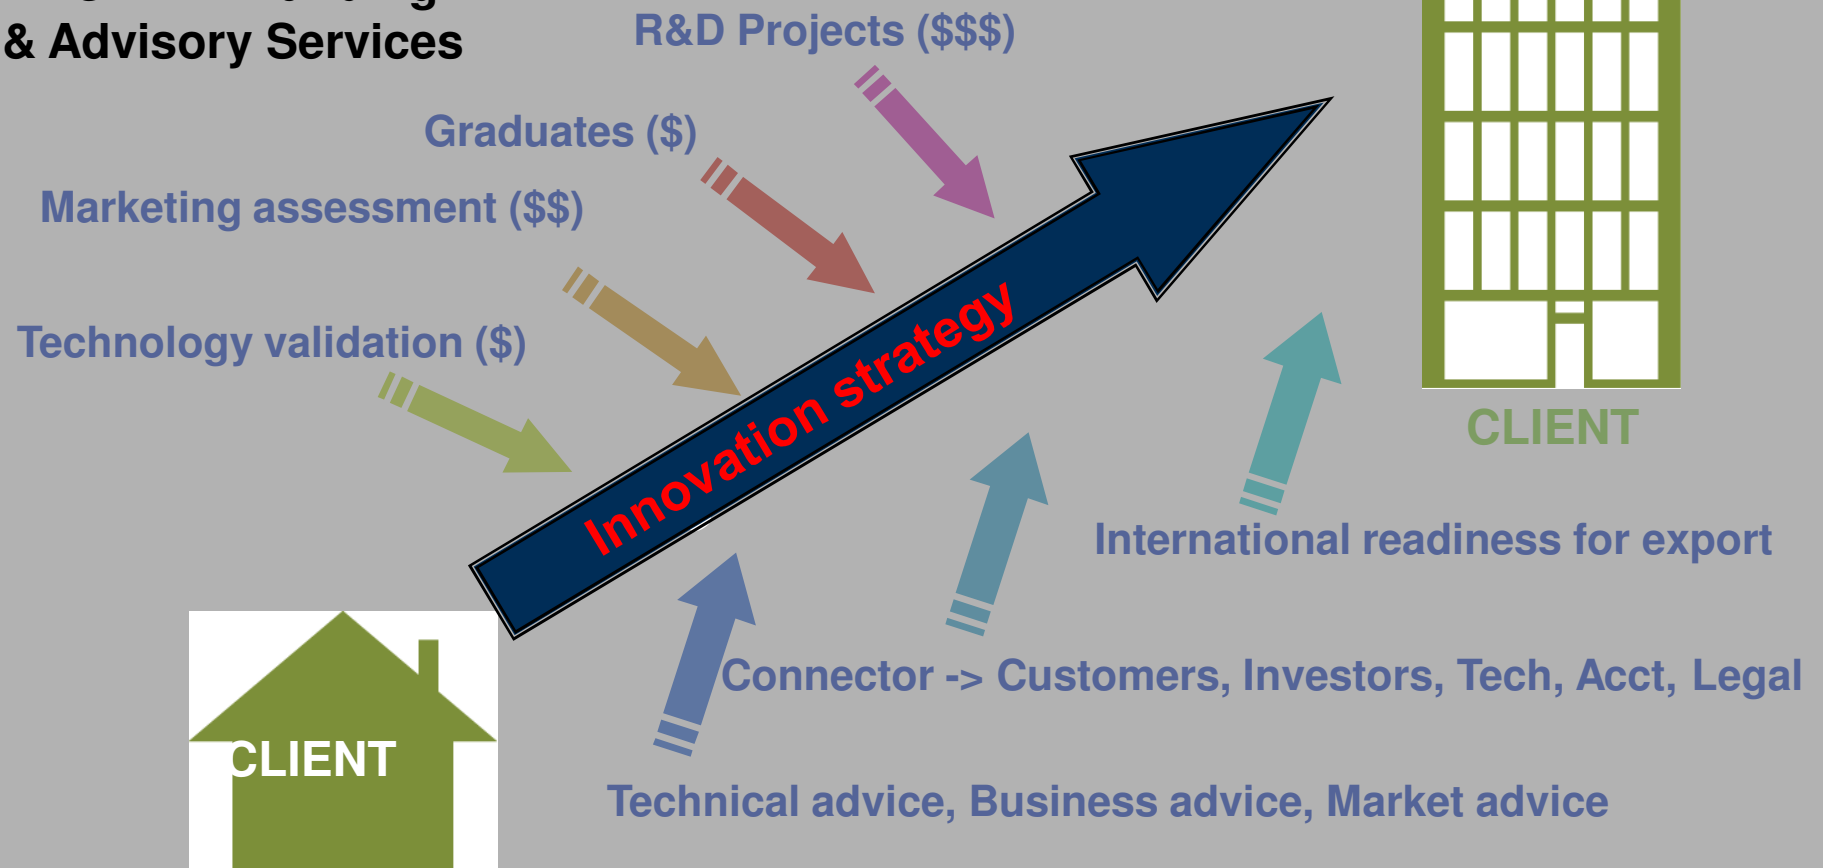 & Advisory Services
R&D Projects ($$$)
Graduates ($)
Marketing assessment ($$)
Technology validation ($)
Innovation strategy
CLIENT
International readiness for export
Connector -> Customers, Investors, Tech, Acct, Legal
CLIENT
Technical advice, Business advice, Market advice